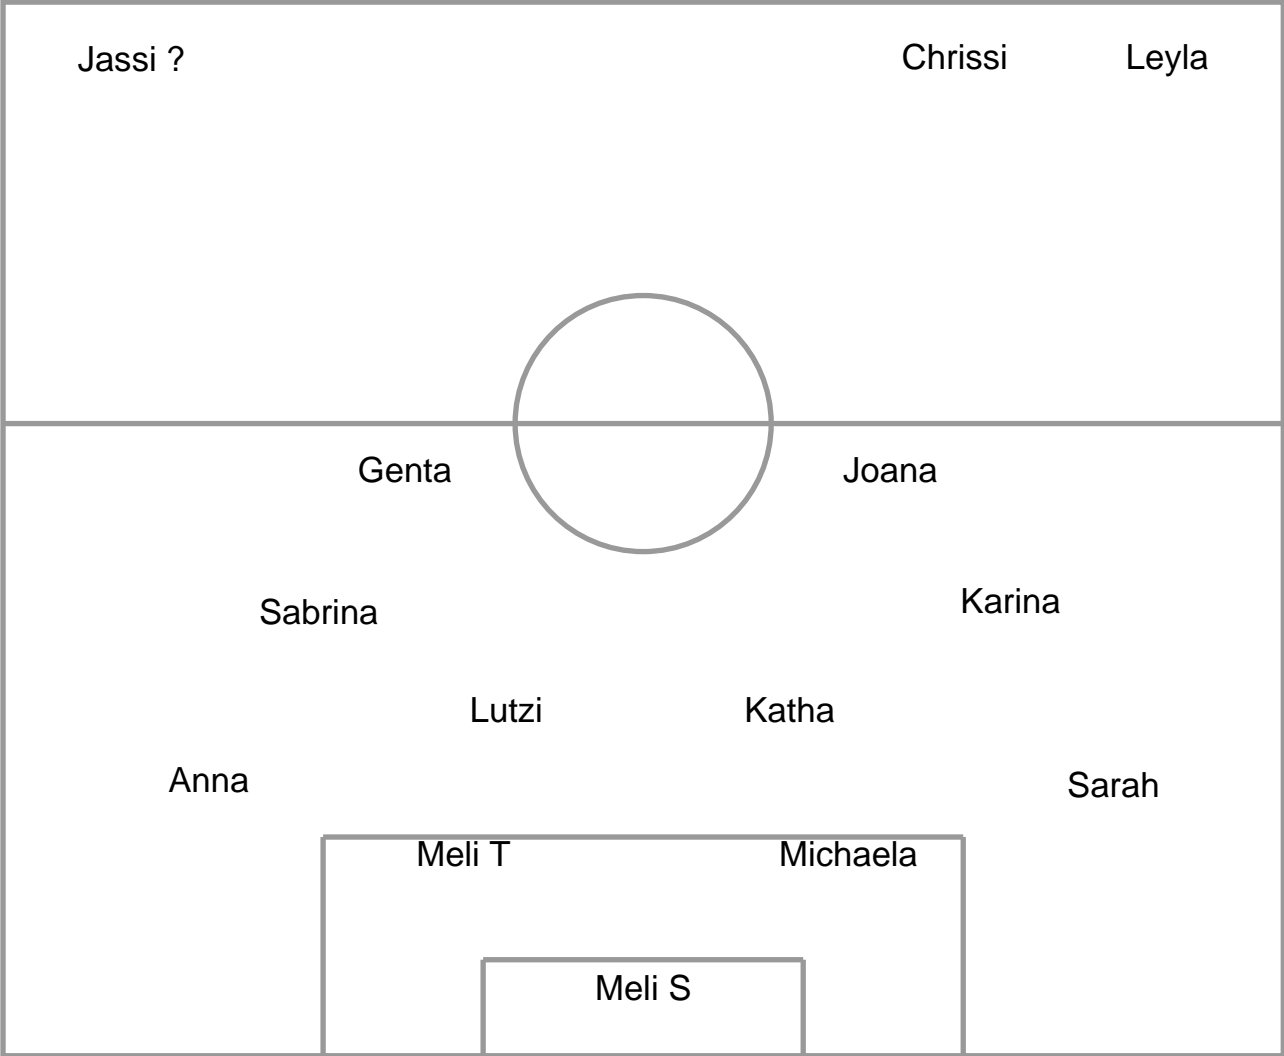 Jassi ? Chrissi Leyla
Genta Joana
Sabrina Karina
Lutzi Katha
Anna Sarah
Meli T Michaela
Meli S